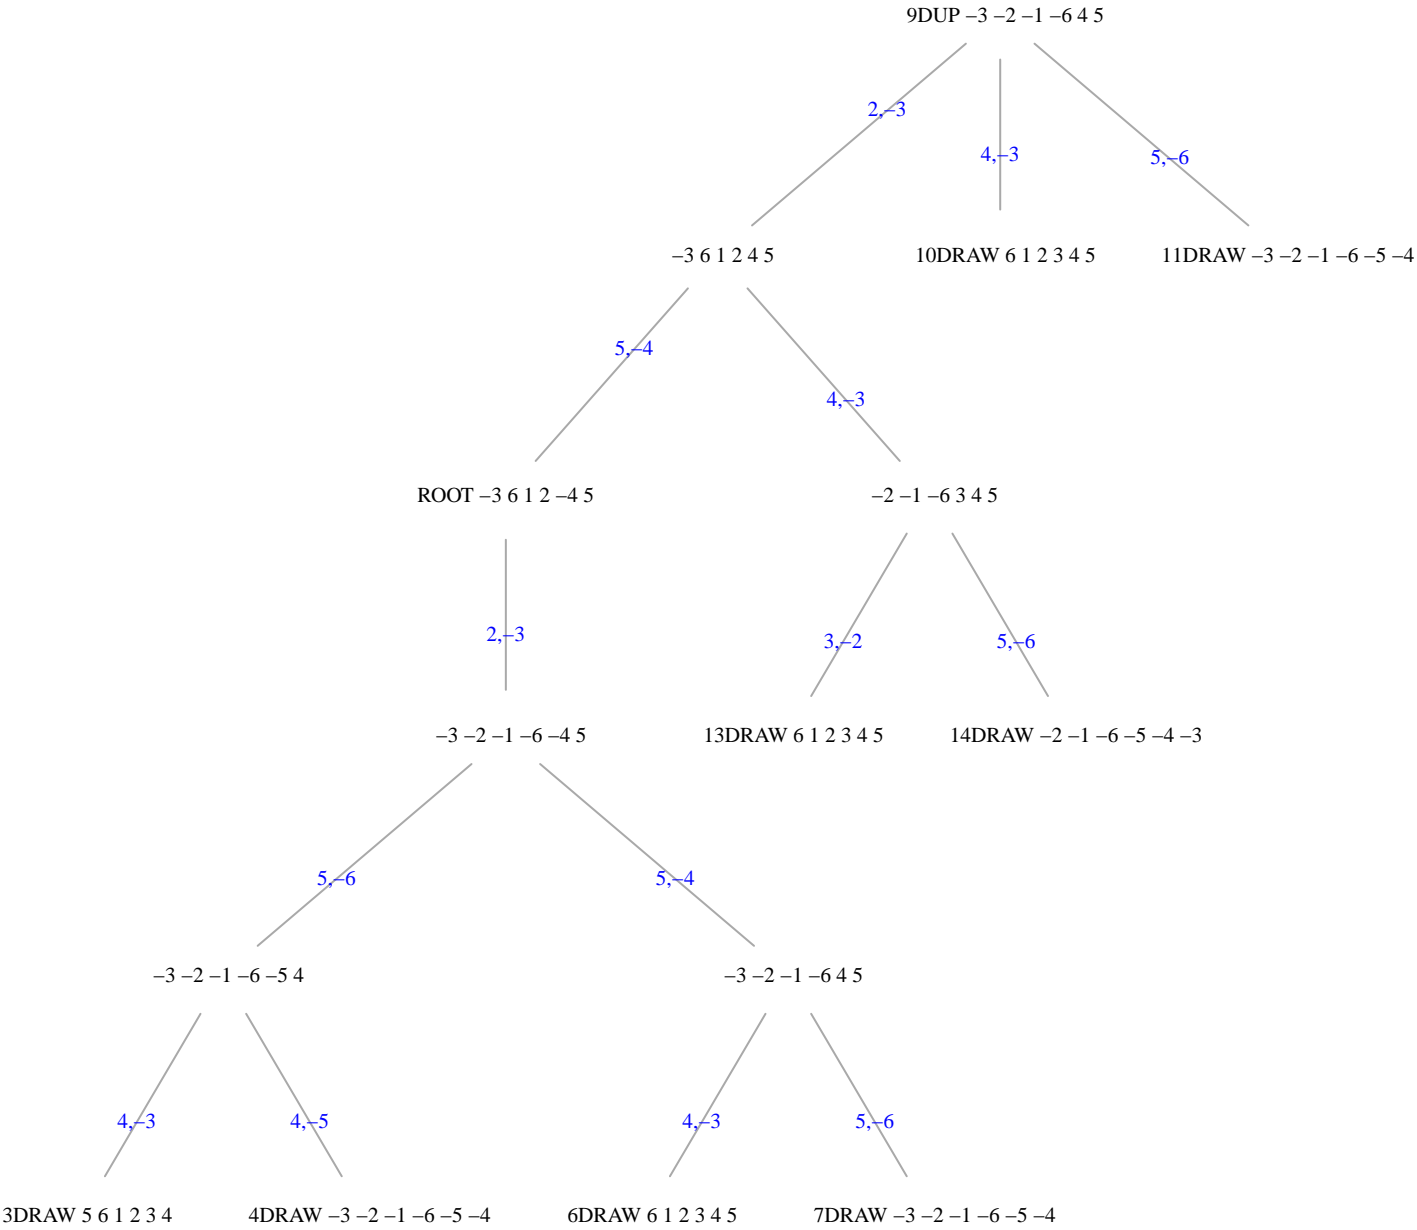 9DUP –3 –2 –1 –6 4 5
2,–3
4,–3
5,–6
–3 6 1 2 4 5
10DRAW 6 1 2 3 4 5
11DRAW –3 –2 –1 –6 –5 –4
5,–4
4,–3
ROOT –3 6 1 2 –4 5
–2 –1 –6 3 4 5
2,–3
3,–2
5,–6
–3 –2 –1 –6 –4 5
13DRAW 6 1 2 3 4 5
14DRAW –2 –1 –6 –5 –4 –3
5,–6
5,–4
–3 –2 –1 –6 –5 4
–3 –2 –1 –6 4 5
4,–3
4,–5
4,–3
5,–6
3DRAW 5 6 1 2 3 4
4DRAW –3 –2 –1 –6 –5 –4
6DRAW 6 1 2 3 4 5
7DRAW –3 –2 –1 –6 –5 –4